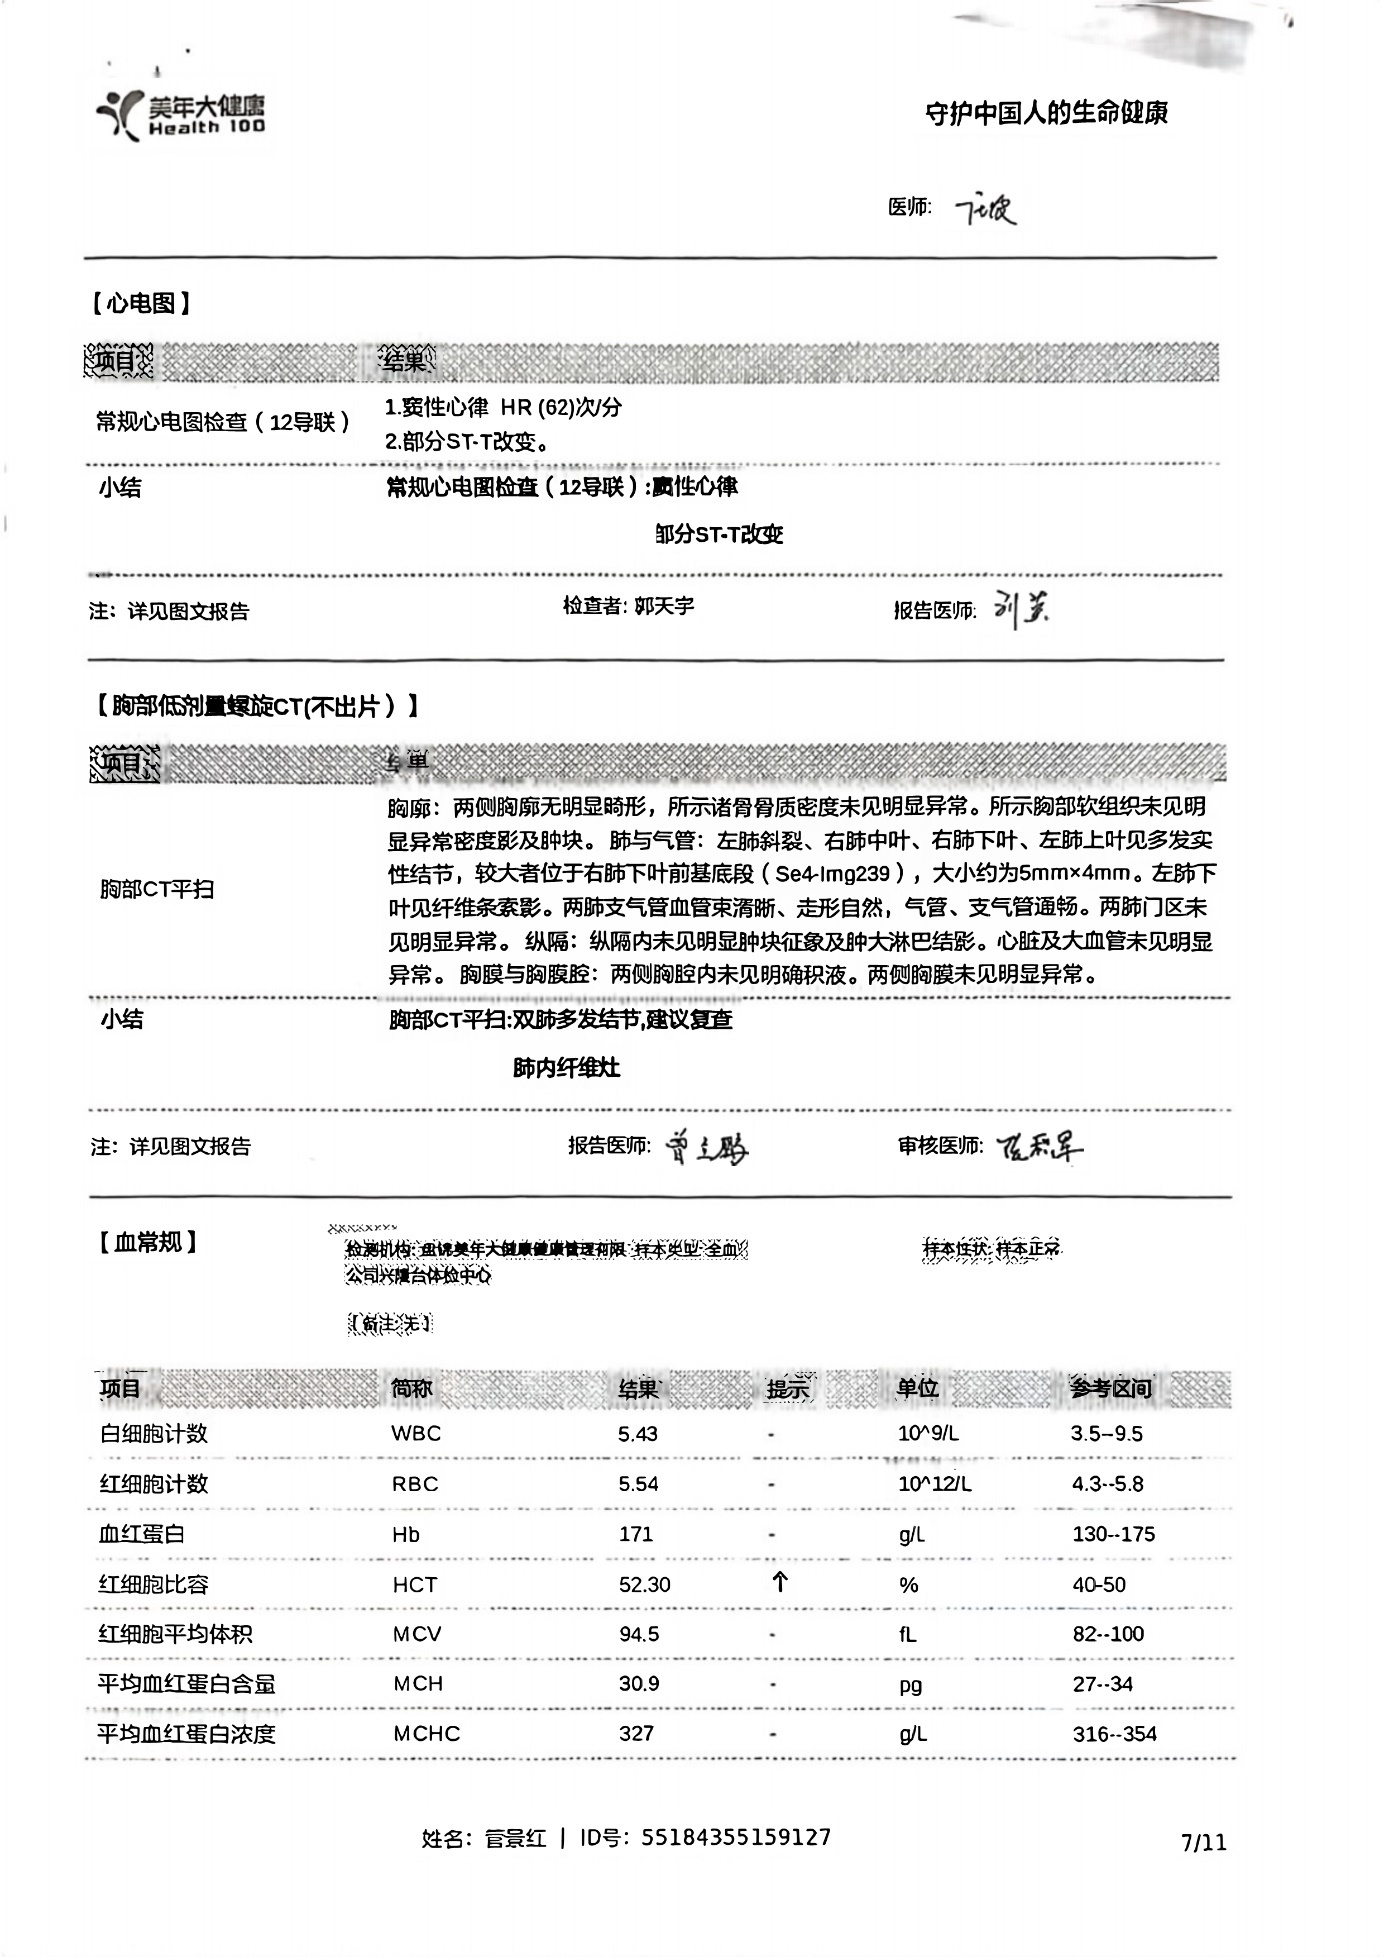 美年大健康
Health 100
守护中国人的生命健康
医师:
【心电图】
项目 结果
常规心电图检查（12导联） 1.窦性心律 HR (62)次/分
2.部分ST-T改变。
小结 常规心电图检查（12导联）:窦性心律
部分ST-T改变
注：详见图文报告 检查者: 郭天宇 报告医师: 刘英
【胸部低剂量螺旋CT(不出片）】
项目
胸廓：两侧胸廓无明显畸形，所示诸骨骨质密度未见明显异常。所示胸部软组织未见明
显异常密度影及肿块。 肺与气管：左肺斜裂、右肺中叶、右肺下叶、左肺上叶见多发实
胸部CT平扫 性结节，较大者位于右肺下叶前基底段（Se4-Img239），大小约为5mm×4mm。左肺下
叶见纤维条索影。两肺支气管血管束清晰、走形自然，气管、支气管通畅。两肺门区未
见明显异常。 纵隔：纵隔内未见明显肿块征象及肿大淋巴结影。心脏及大血管未见明显
异常。 胸膜与胸膜腔：两侧胸腔内未见明确积液。两侧胸膜未见明显异常。
小结 胸部CT平扫:双肺多发结节,建议复查
肺内纤维灶
注：详见图文报告 报告医师: 审核医师:
【血常规】 检测机构: 盘锦美年大健康健康管理有限 样本类型: 全血 样本性状: 样本正常
公司兴隆台体检中心
【备注:无】
项目 简称 结果 提示 单位 参考区间
白细胞计数 WBC 5.43 - 10^9/L 3.5--9.5
红细胞计数 RBC 5.54 - 10^12/L 4.3--5.8
血红蛋白 Hb 171 - g/L 130--175
红细胞比容 HCT 52.30 ↑ % 40-50
红细胞平均体积 MCV 94.5 - fL 82--100
平均血红蛋白含量 MCH 30.9 - pg 27--34
平均血红蛋白浓度 MCHC 327 - g/L 316--354
姓名：管景红 | ID号：55184355159127
7/11